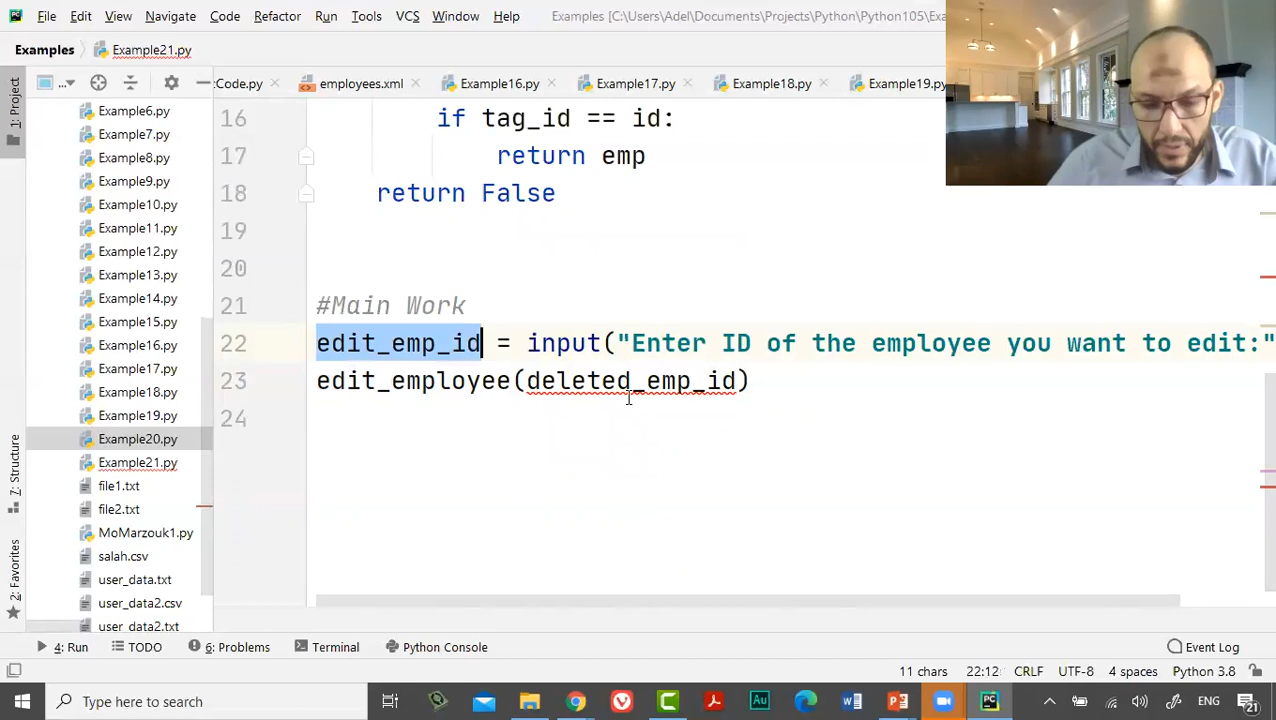 File Edit View Navigate Code Refactor Run Tools VCS Window Help Examples [C:\Users\Adel\Documents\Projects\Python\Python105\Exa
Examples Example21.py
...
rCode.py employees.xml Example16.py Example17.py Example18.py Example19.py
1: Project
Example6.py
Example7.py
Example8.py
Example9.py
Example10.py
Example11.py
Example12.py
Example13.py
Example14.py
Example15.py
Example16.py
Example17.py
Example18.py
Example19.py
Example20.py
Example21.py
file1.txt
file2.txt
MoMarzouk1.py
salah.csv
user_data.txt
user_data2.csv
user_data2.txt
7: Structure
2: Favorites
16 if tag_id == id:
17 return emp
18 return False
19
20
21 #Main Work
22 edit_emp_id = input("Enter ID of the employee you want to edit:"
23 edit_employee(deleted_emp_id)
24
4: Run TODO 6: Problems Terminal Python Console Event Log
11 chars 22:12 CRLF UTF-8 4 spaces Python 3.8
Type here to search ENG 21